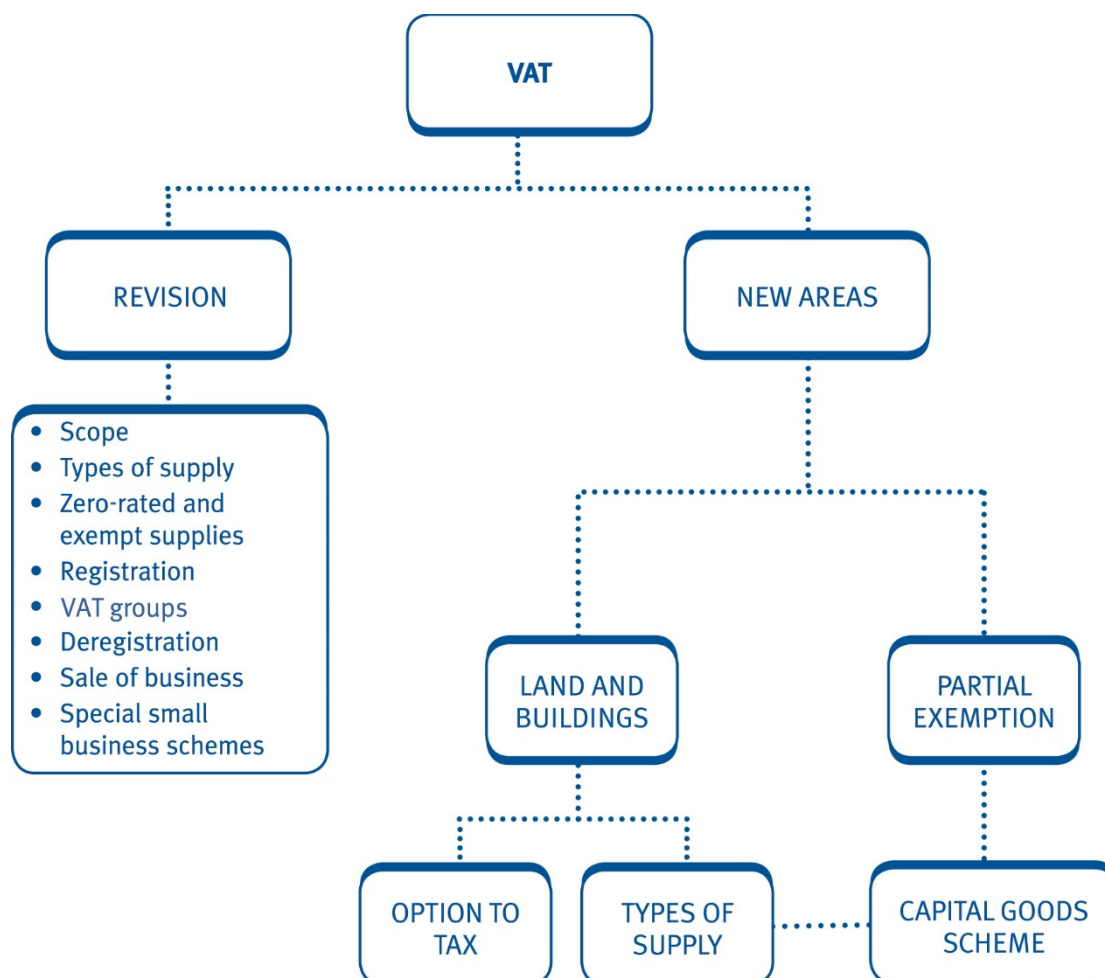 VAT
REVISION
NEW AREAS
• Scope
• Types of supply
• Zero-rated and
exempt supplies
• Registration
• VAT groups
• Deregistration
• Sale of business
• Special small
business schemes
LAND AND
BUILDINGS
PARTIAL
EXEMPTION
OPTION TO
TAX
TYPES OF
SUPPLY
CAPITAL GOODS
SCHEME